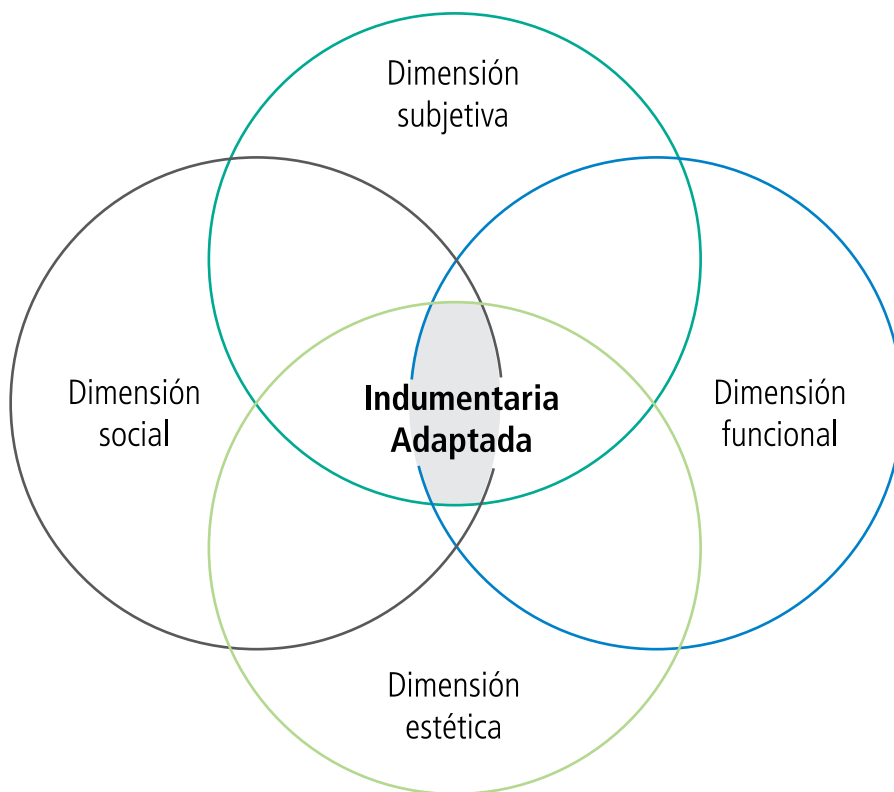 Dimensión
subjetiva
Dimensión
social
Indumentaria
Adaptada
Dimensión
funcional
Dimensión
estética